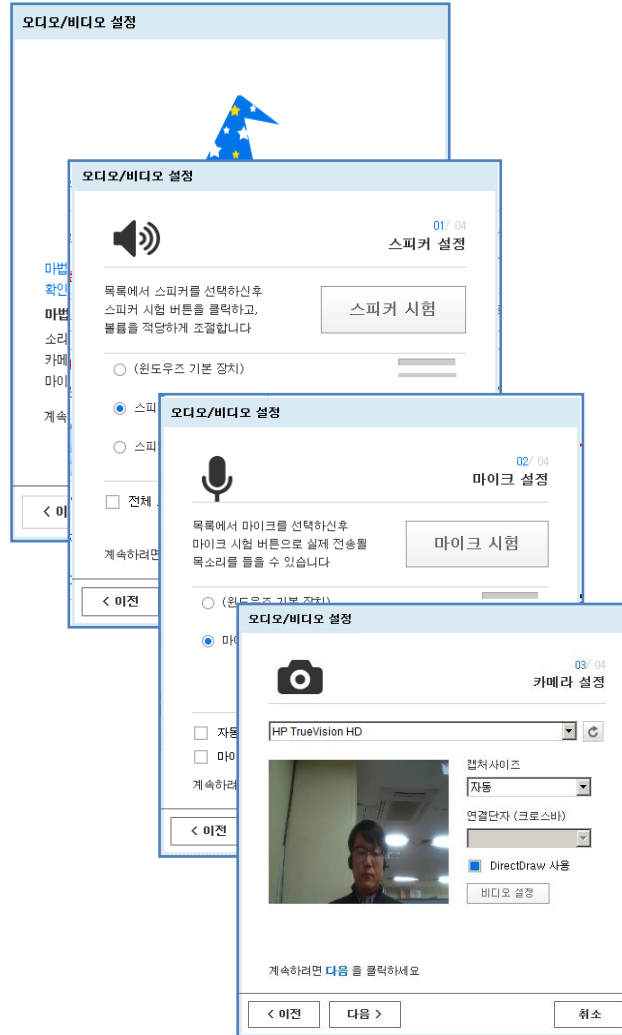 오디오/비디오 설정
마법
확인
마법
소리
카메
마이
계속
< 이
오디오/비디오 설정
01/ 04
스피커 설정
목록에서 스피커를 선택하신후
스피커 시험 버튼을 클릭하고,
볼륨을 적당하게 조절합니다
스피커 시험
(윈도우즈 기본 장치)
스피
스피
전체
계속하려면
< 이전
오디오/비디오 설정
02/ 04
마이크 설정
목록에서 마이크를 선택하신후
마이크 시험 버튼으로 실제 전송될
목소리를 들을 수 있습니다
마이크 시험
(윈도우즈 기본 장치)
마이
자동
마이
계속하려
< 이전
오디오/비디오 설정
03/ 04
카메라 설정
HP TrueVision HD
캡처사이즈
자동
연결단자 (크로스바)
DirectDraw 사용
비디오 설정
계속하려면 다음 을 클릭하세요
< 이전
다음 >
취소